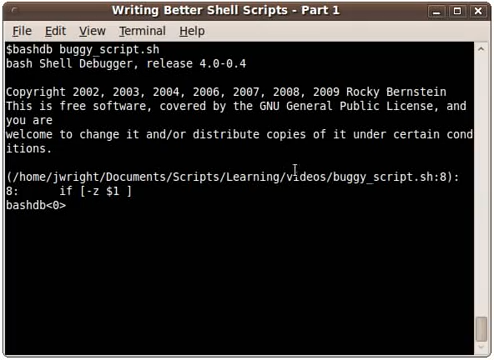 Writing Better Shell Scripts - Part 1
File Edit View Terminal Help
$bashdb buggy_script.sh
bash Shell Debugger, release 4.0-0.4
Copyright 2002, 2003, 2004, 2006, 2007, 2008, 2009 Rocky Bernstein
This is free software, covered by the GNU General Public License, and
you are
welcome to change it and/or distribute copies of it under certain cond
itions.
(/home/jwright/Documents/Scripts/Learning/videos/buggy_script.sh:8):
8: if [-z $1 ]
bashdb<0>